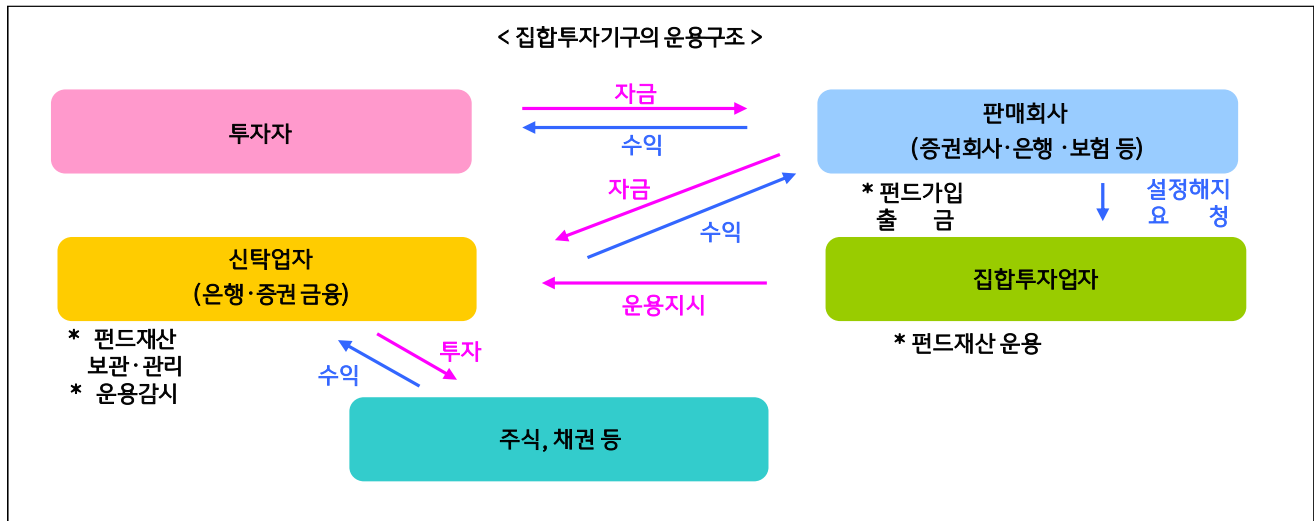 < 집합투자기구의 운용구조 >
투자자
자금
수익
판매회사
(증권회사·은행 ·보험 등)
자금
수익
* 펀드가입
출 금
설정해지
요 청
신탁업자
(은행·증권 금융)
운용지시
집합투자업자
* 펀드재산
보관·관리
* 운용감시
수익
투자
* 펀드재산 운용
주식, 채권 등